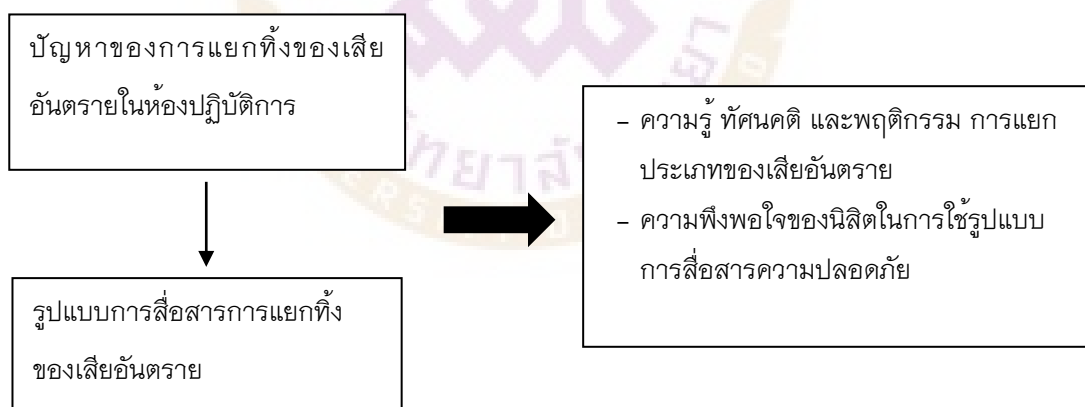 ปัญหาของการแยกทิ้งของเสีย
อันตรายในห้องปฏิบัติการ
รูปแบบการสื่อสารการแยกทิ้ง
ของเสียอันตราย
– ความรู้ ทัศนคติ และพฤติกรรม การแยก
ประเภทของเสียอันตราย
– ความพึงพอใจของนิสิตในการใช้รูปแบบ
การสื่อสารความปลอดภัย